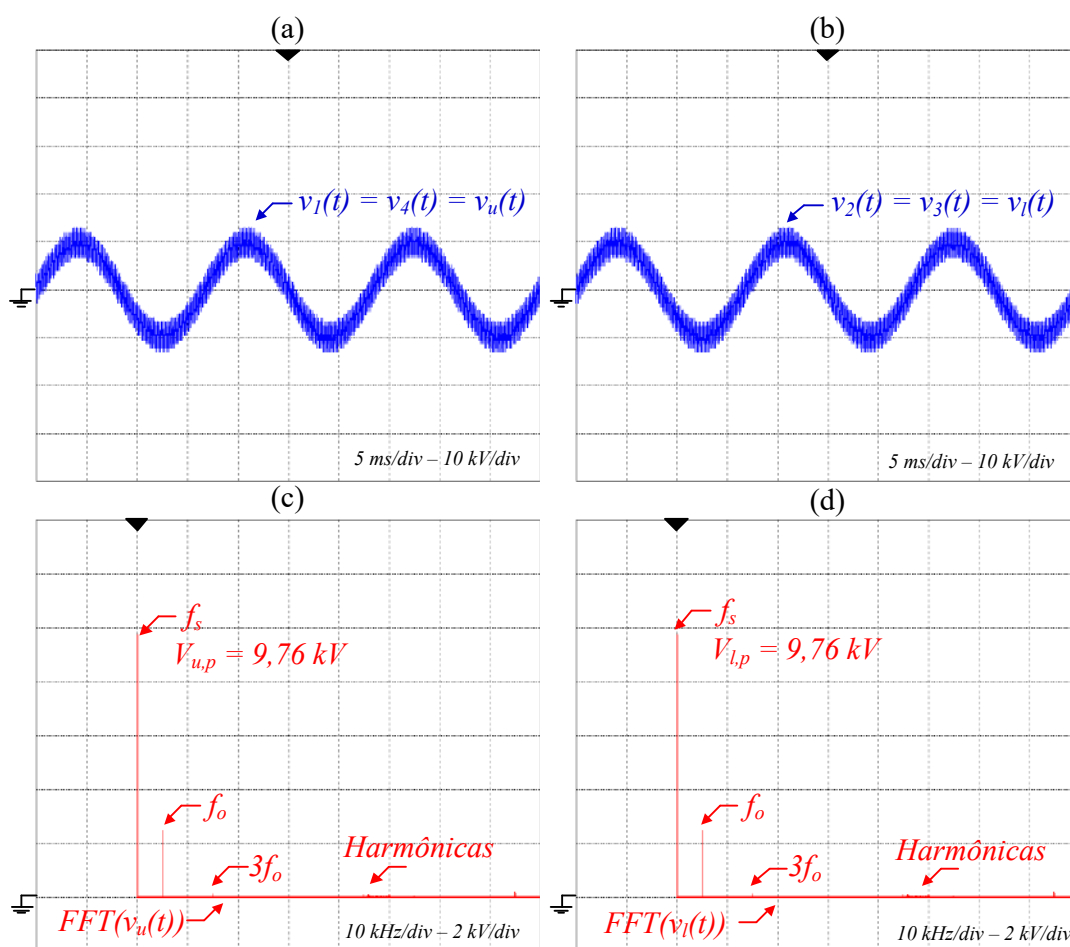 (a)
v1(t) = v4(t) = vu(t)
5 ms/div – 10 kV/div
(b)
v2(t) = v3(t) = vl(t)
5 ms/div – 10 kV/div
(c)
fs
Vu,p = 9,76 kV
fo
3fo
Harmônicas
FFT(vu(t))
10 kHz/div – 2 kV/div
(d)
fs
Vl,p = 9,76 kV
fo
3fo
Harmônicas
FFT(vl(t))
10 kHz/div – 2 kV/div